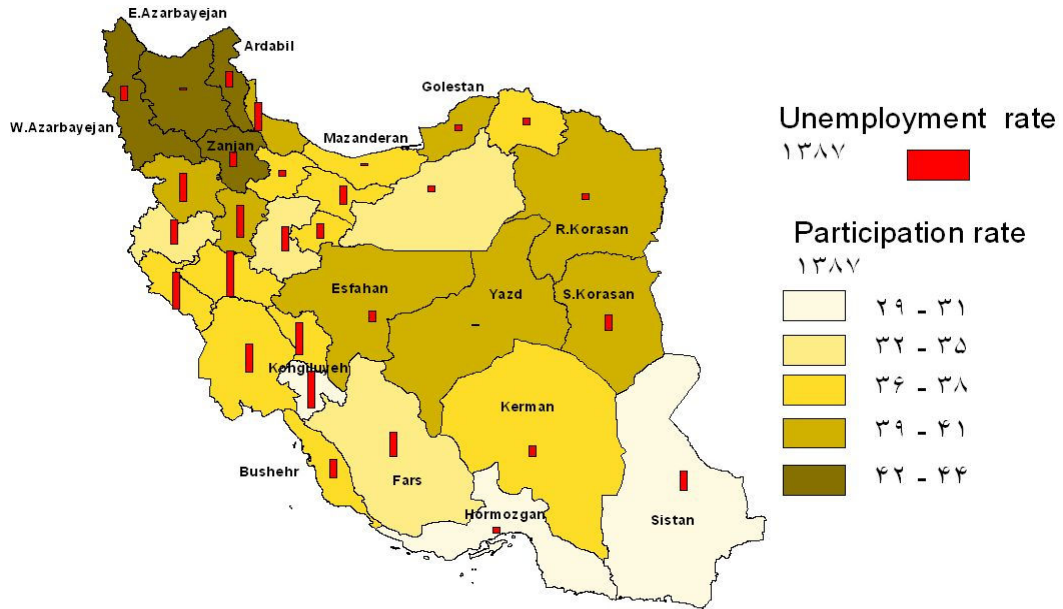 E.Azarbayejan
Ardabil
W.Azarbayejan
Zanjan
Golestan
Mazanderan
R.Korasan
S.Korasan
Esfahan
Yazd
Kohgiluyeh
Kerman
Bushehr
Fars
Hormozgan
Sistan
Unemployment rate
۱۳۸۷
Participation rate
۱۳۸۷
۲۹ - ۳۱
۳۲ - ۳۵
۳۶ - ۳۸
۳۹ - ۴۱
۴۲ - ۴۴